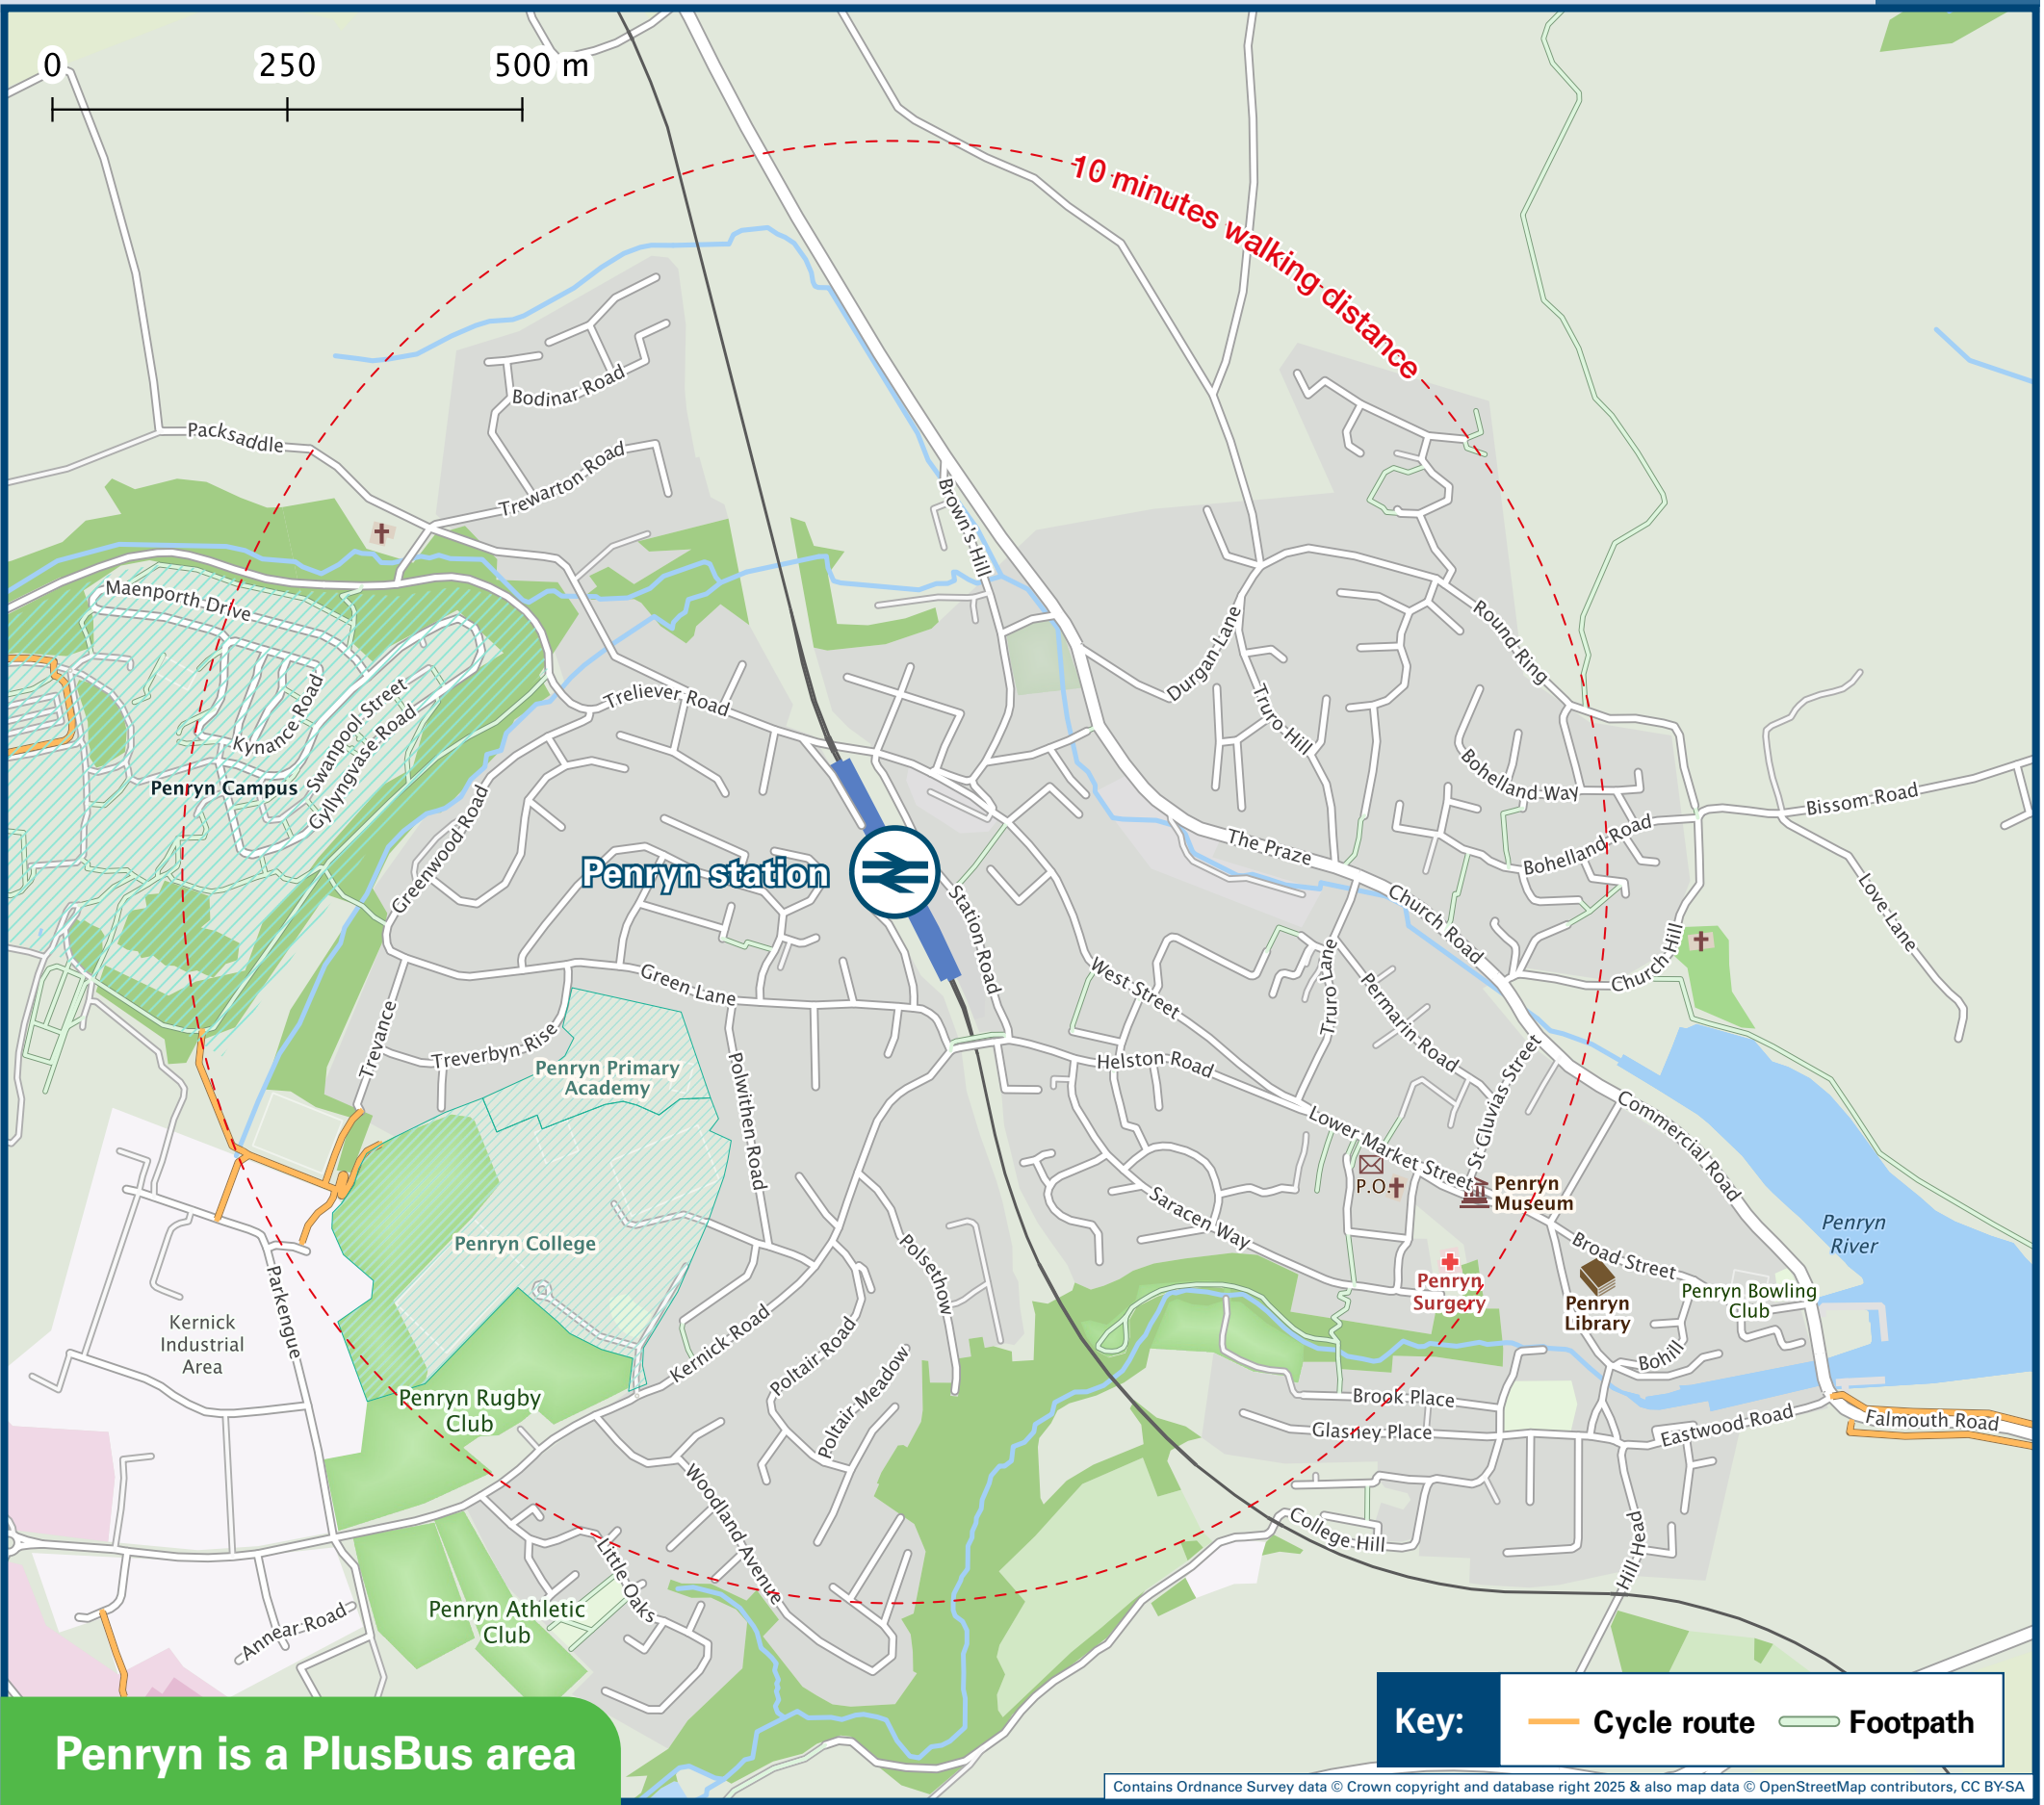 0 250 500 m
10 minutes walking distance
Bodinar Road
Packsaddle
Trewarton Road
Brown's Hill
Maenporth Drive
Durgan Lane
Round Ring
Kynance Road
Swanpool Street
Gyllyngvase Road
Treliever Road
Truro Hill
Penryn Campus
Bohelland Way
Bissom Road
Greenwood Road
The Praze
Bohelland Road
Penryn station
Church Road
Love Lane
Station Road
Church Hill
Green Lane
West Street
Truro Lane
Permarin Road
Trevance
Treverbyn Rise
Penryn Primary
Academy
Helston Road
St Gluvias Street
Polwithen Road
Lower Market Street
Commercial Road
P.O.
Penryn
Museum
Saracen Way
Penryn College
Polsethow
Broad Street
Penryn
River
Parkengue
Penryn
Surgery
Penryn
Library
Penryn Bowling
Club
Kernick
Industrial
Area
Kernick Road
Poltair Road
Bohill
Poltair Meadow
Penryn Rugby
Club
Brook Place
Glasney Place
Eastwood Road
Falmouth Road
Woodland Avenue
College Hill
Hill Head
Little Oaks
Penryn Athletic
Club
Annear Road
Key:
Cycle route
Footpath
Penryn is a PlusBus area
Contains Ordnance Survey data © Crown copyright and database right 2025 & also map data © OpenStreetMap contributors, CC BY-SA